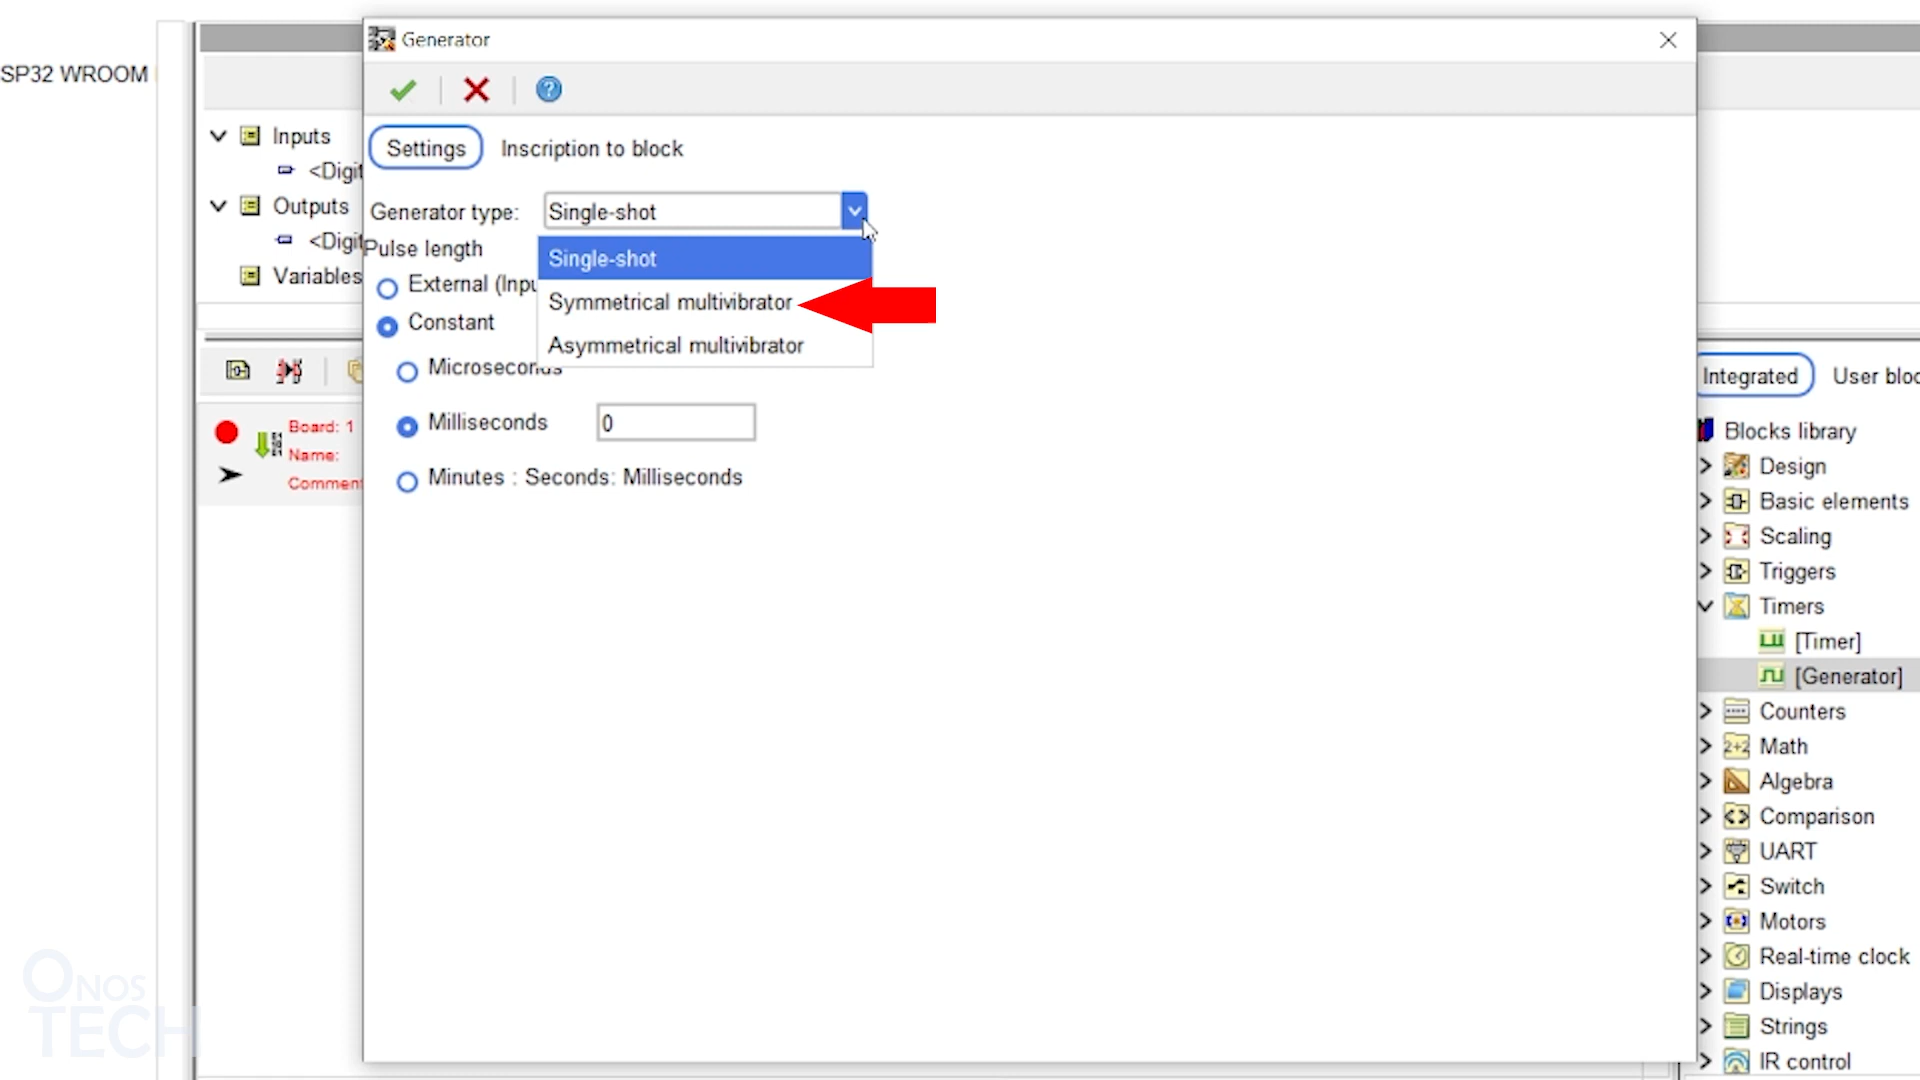 SP32 WROOM
Generator
Settings
Inscription to block
Inputs
<Digit
Outputs
<Digit
Variables
Generator type:
Single-shot
Single-shot
Symmetrical multivibrator
Asymmetrical multivibrator
Pulse length
External (Inpu
Constant
Microseconds
Milliseconds
0
Minutes : Seconds: Milliseconds
Board: 1
Name:
Comment
Integrated
User bloc
Blocks library
Design
Basic elements
Scaling
Triggers
Timers
[Timer]
[Generator]
Counters
Math
Algebra
Comparison
UART
Switch
Motors
Real-time clock
Displays
Strings
IR control
ONOS
TECH